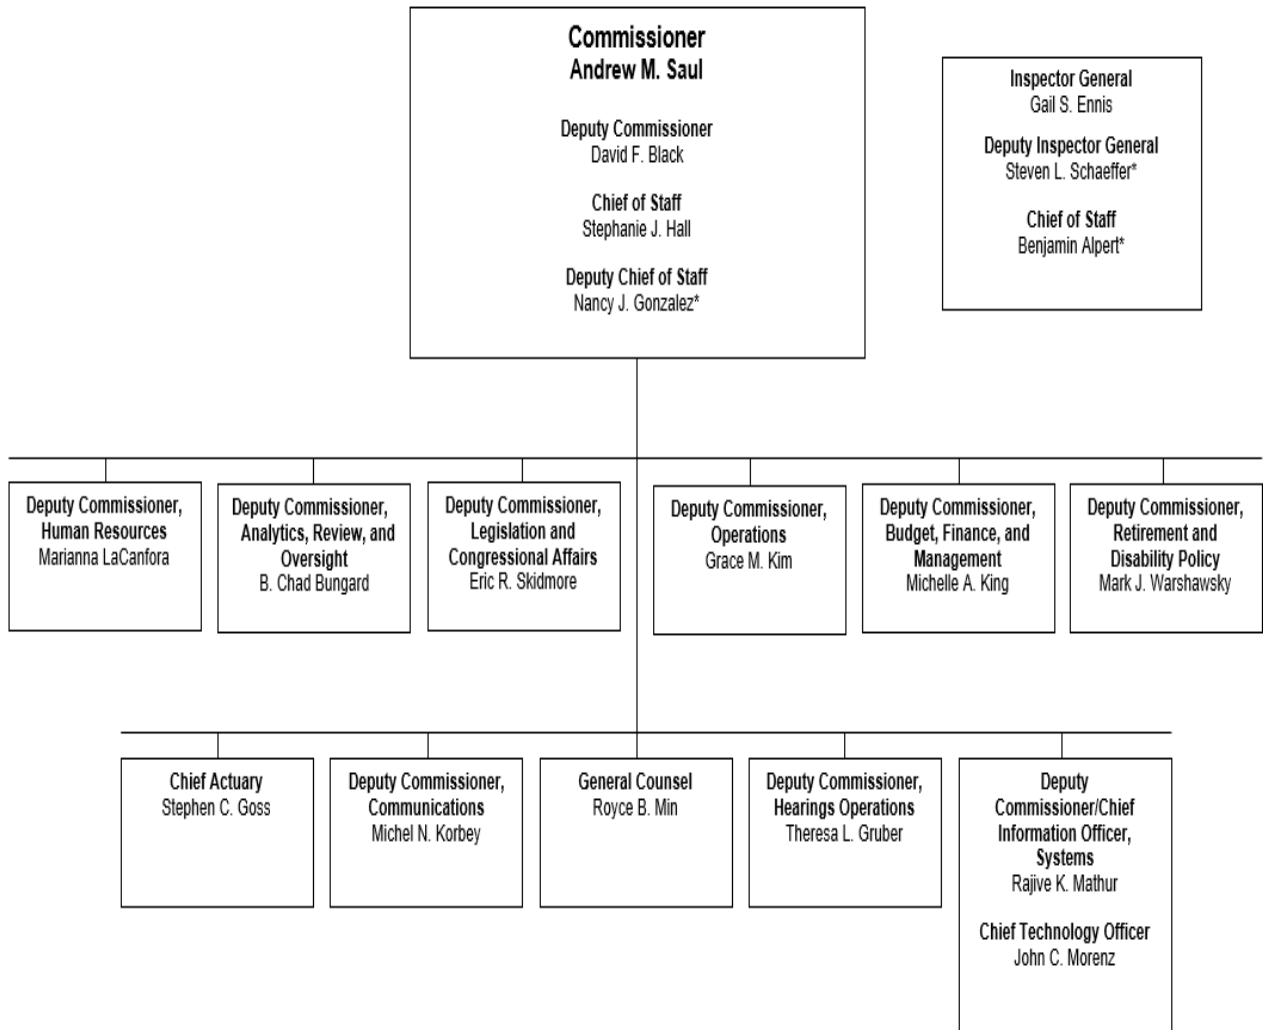 Commissioner
Andrew M. Saul
Deputy Commissioner
David F. Black
Chief of Staff
Stephanie J. Hall
Deputy Chief of Staff
Nancy J. Gonzalez*
Inspector General
Gail S. Ennis
Deputy Inspector General
Steven L. Schaeffer*
Chief of Staff
Benjamin Alpert*
Deputy Commissioner,
Human Resources
Marianna LaCanfora
Deputy Commissioner,
Analytics, Review, and
Oversight
B. Chad Bungard
Deputy Commissioner,
Legislation and
Congressional Affairs
Eric R. Skidmore
Deputy Commissioner,
Operations
Grace M. Kim
Deputy Commissioner,
Budget, Finance, and
Management
Michelle A. King
Deputy Commissioner,
Retirement and
Disability Policy
Mark J. Warshawsky
Chief Actuary
Stephen C. Goss
Deputy Commissioner,
Communications
Michel N. Korbey
General Counsel
Royce B. Min
Deputy Commissioner,
Hearings Operations
Theresa L. Gruber
Deputy
Commissioner/Chief
Information Officer,
Systems
Rajive K. Mathur
Chief Technology Officer
John C. Morenz